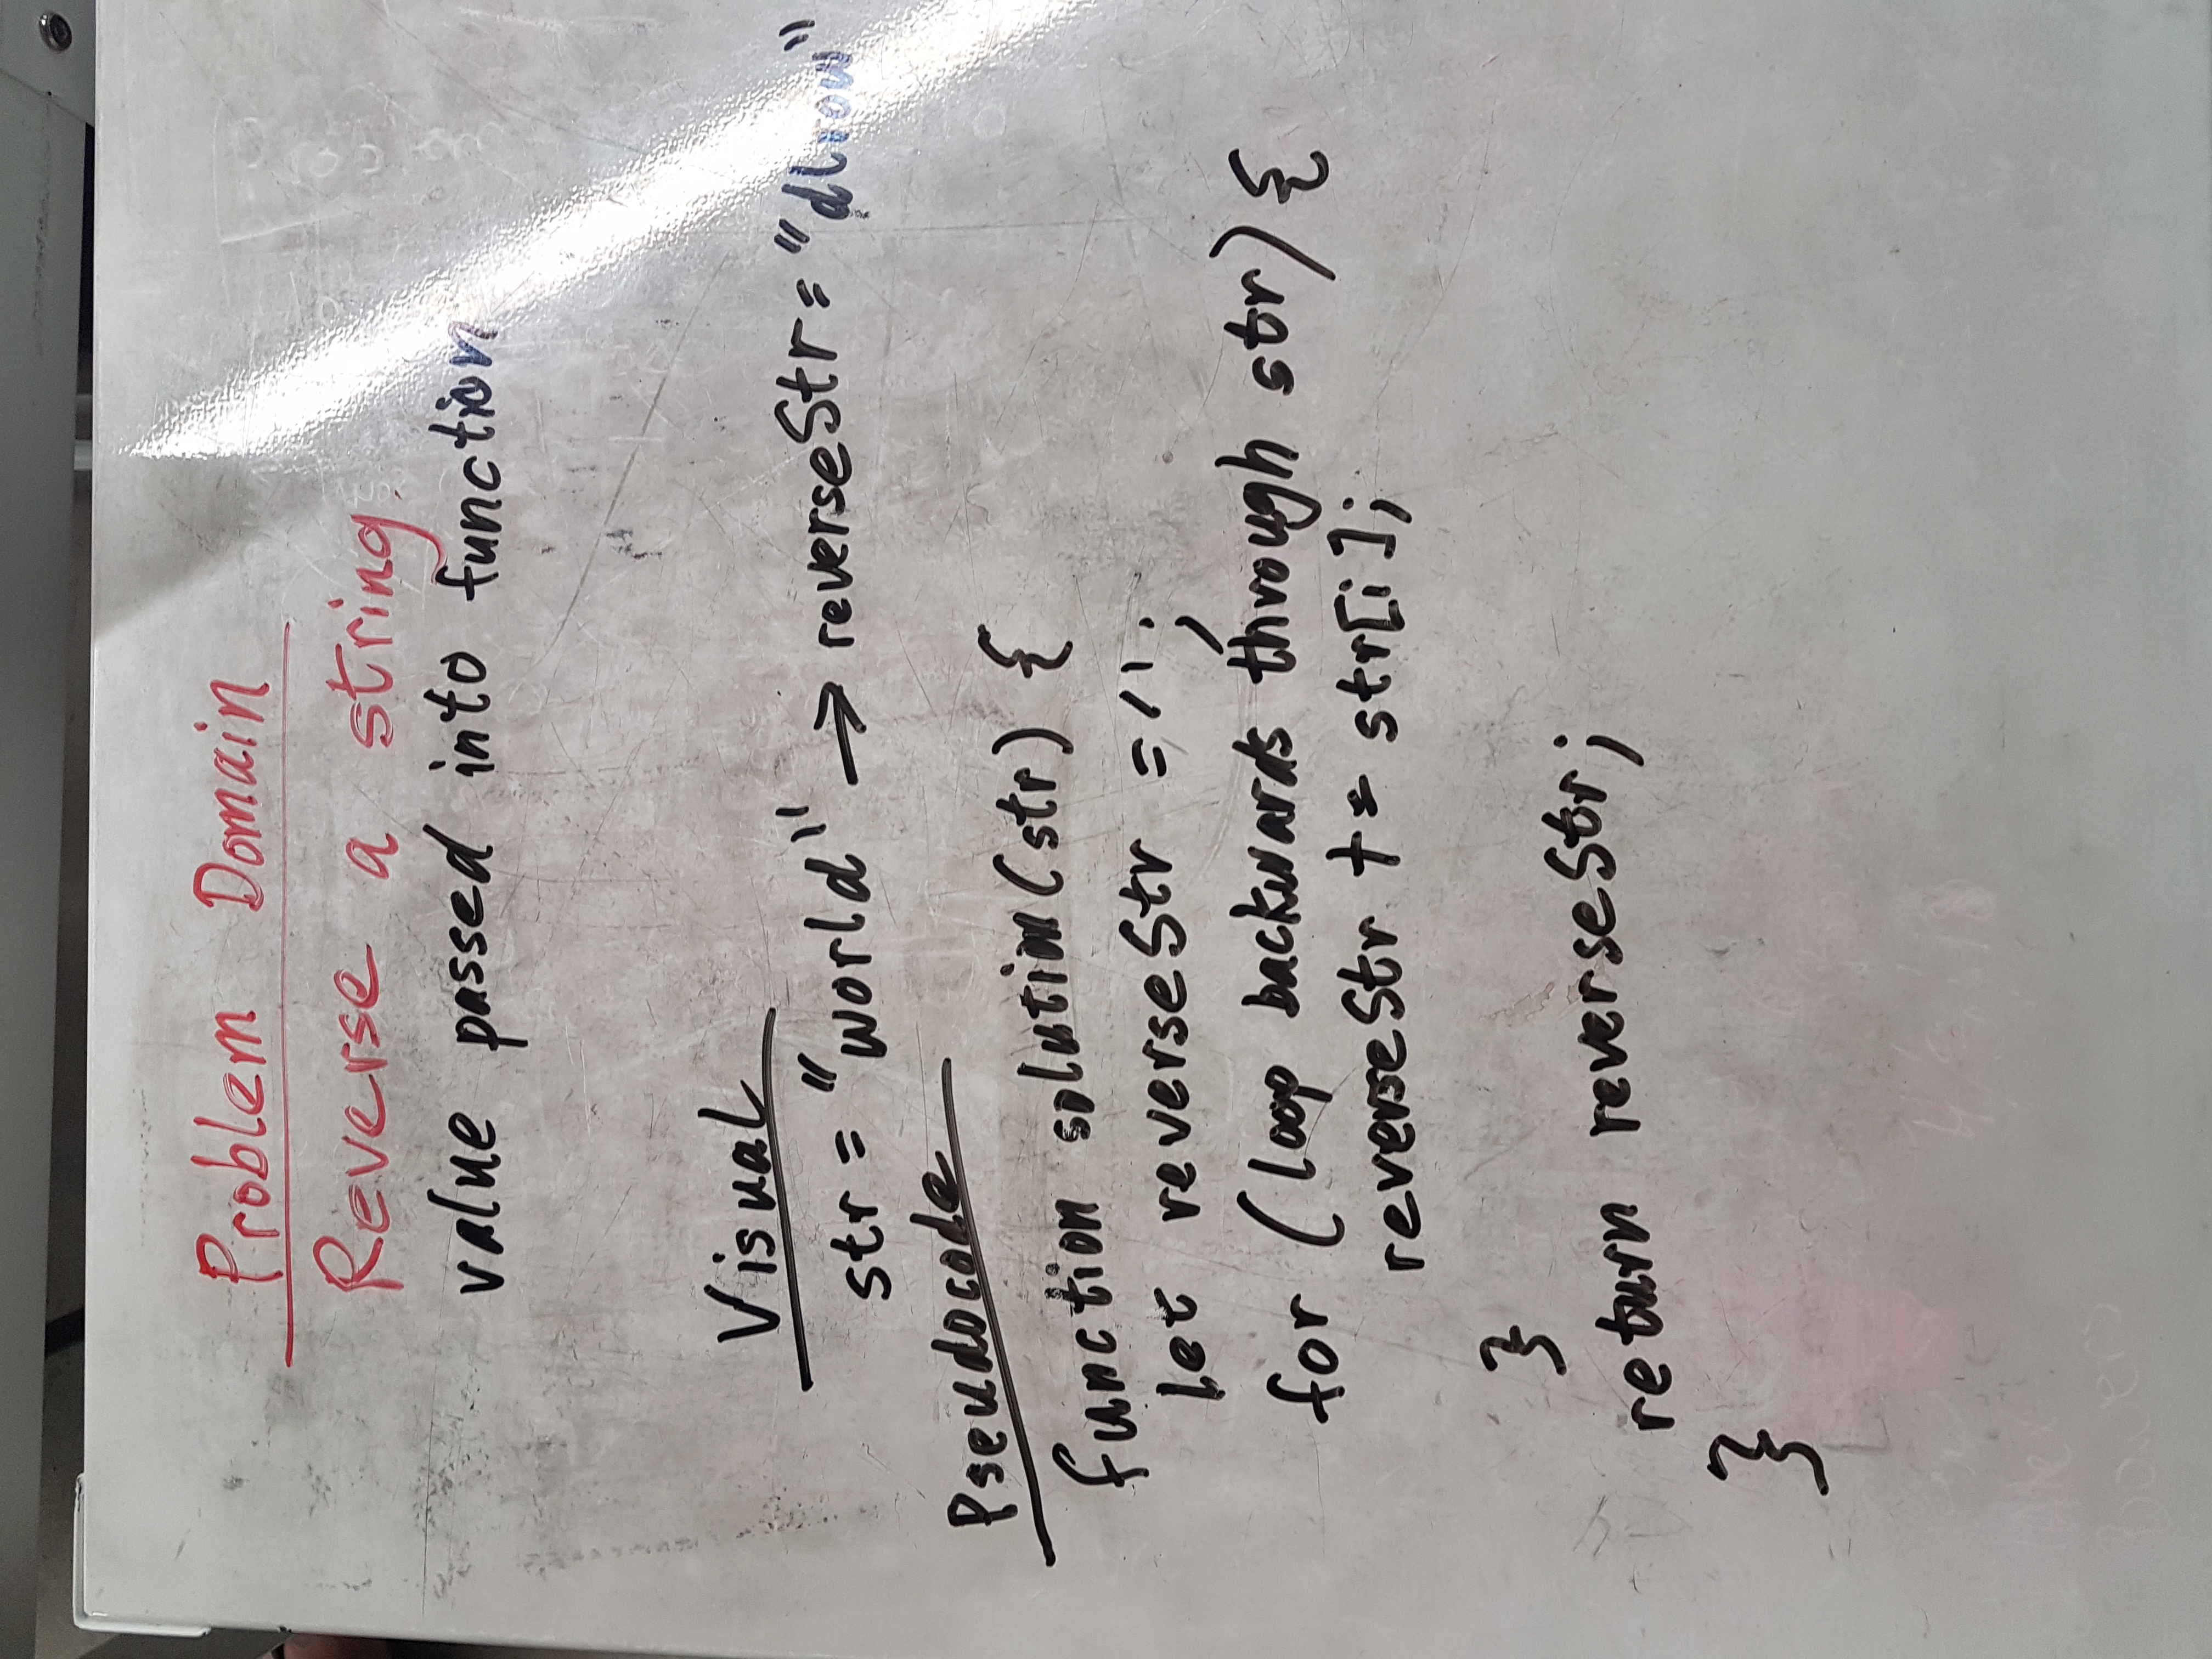 Problem Domain
Reverse a string.
value passed into function
Visual
str = "world" → reverseStr = "dlrow"
Pseudocode
function solution(str) {
let reverseStr = '';
for (loop backwards through str) {
reverseStr += str[i];
}
return reverseStr;
}
Powers